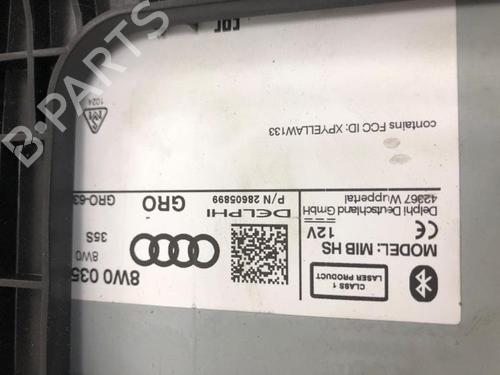 MODEL: MIB HS
CLASS 1
LASER PRODUCT
12V
Delphi Deutschland GmbH
42367 Wuppertal
contains FCC ID: XPYELLAW133
DELPHI
P/N 28605899
GRO
GRO-63
8W0 035
8W0
35S
1024
B-PARTS